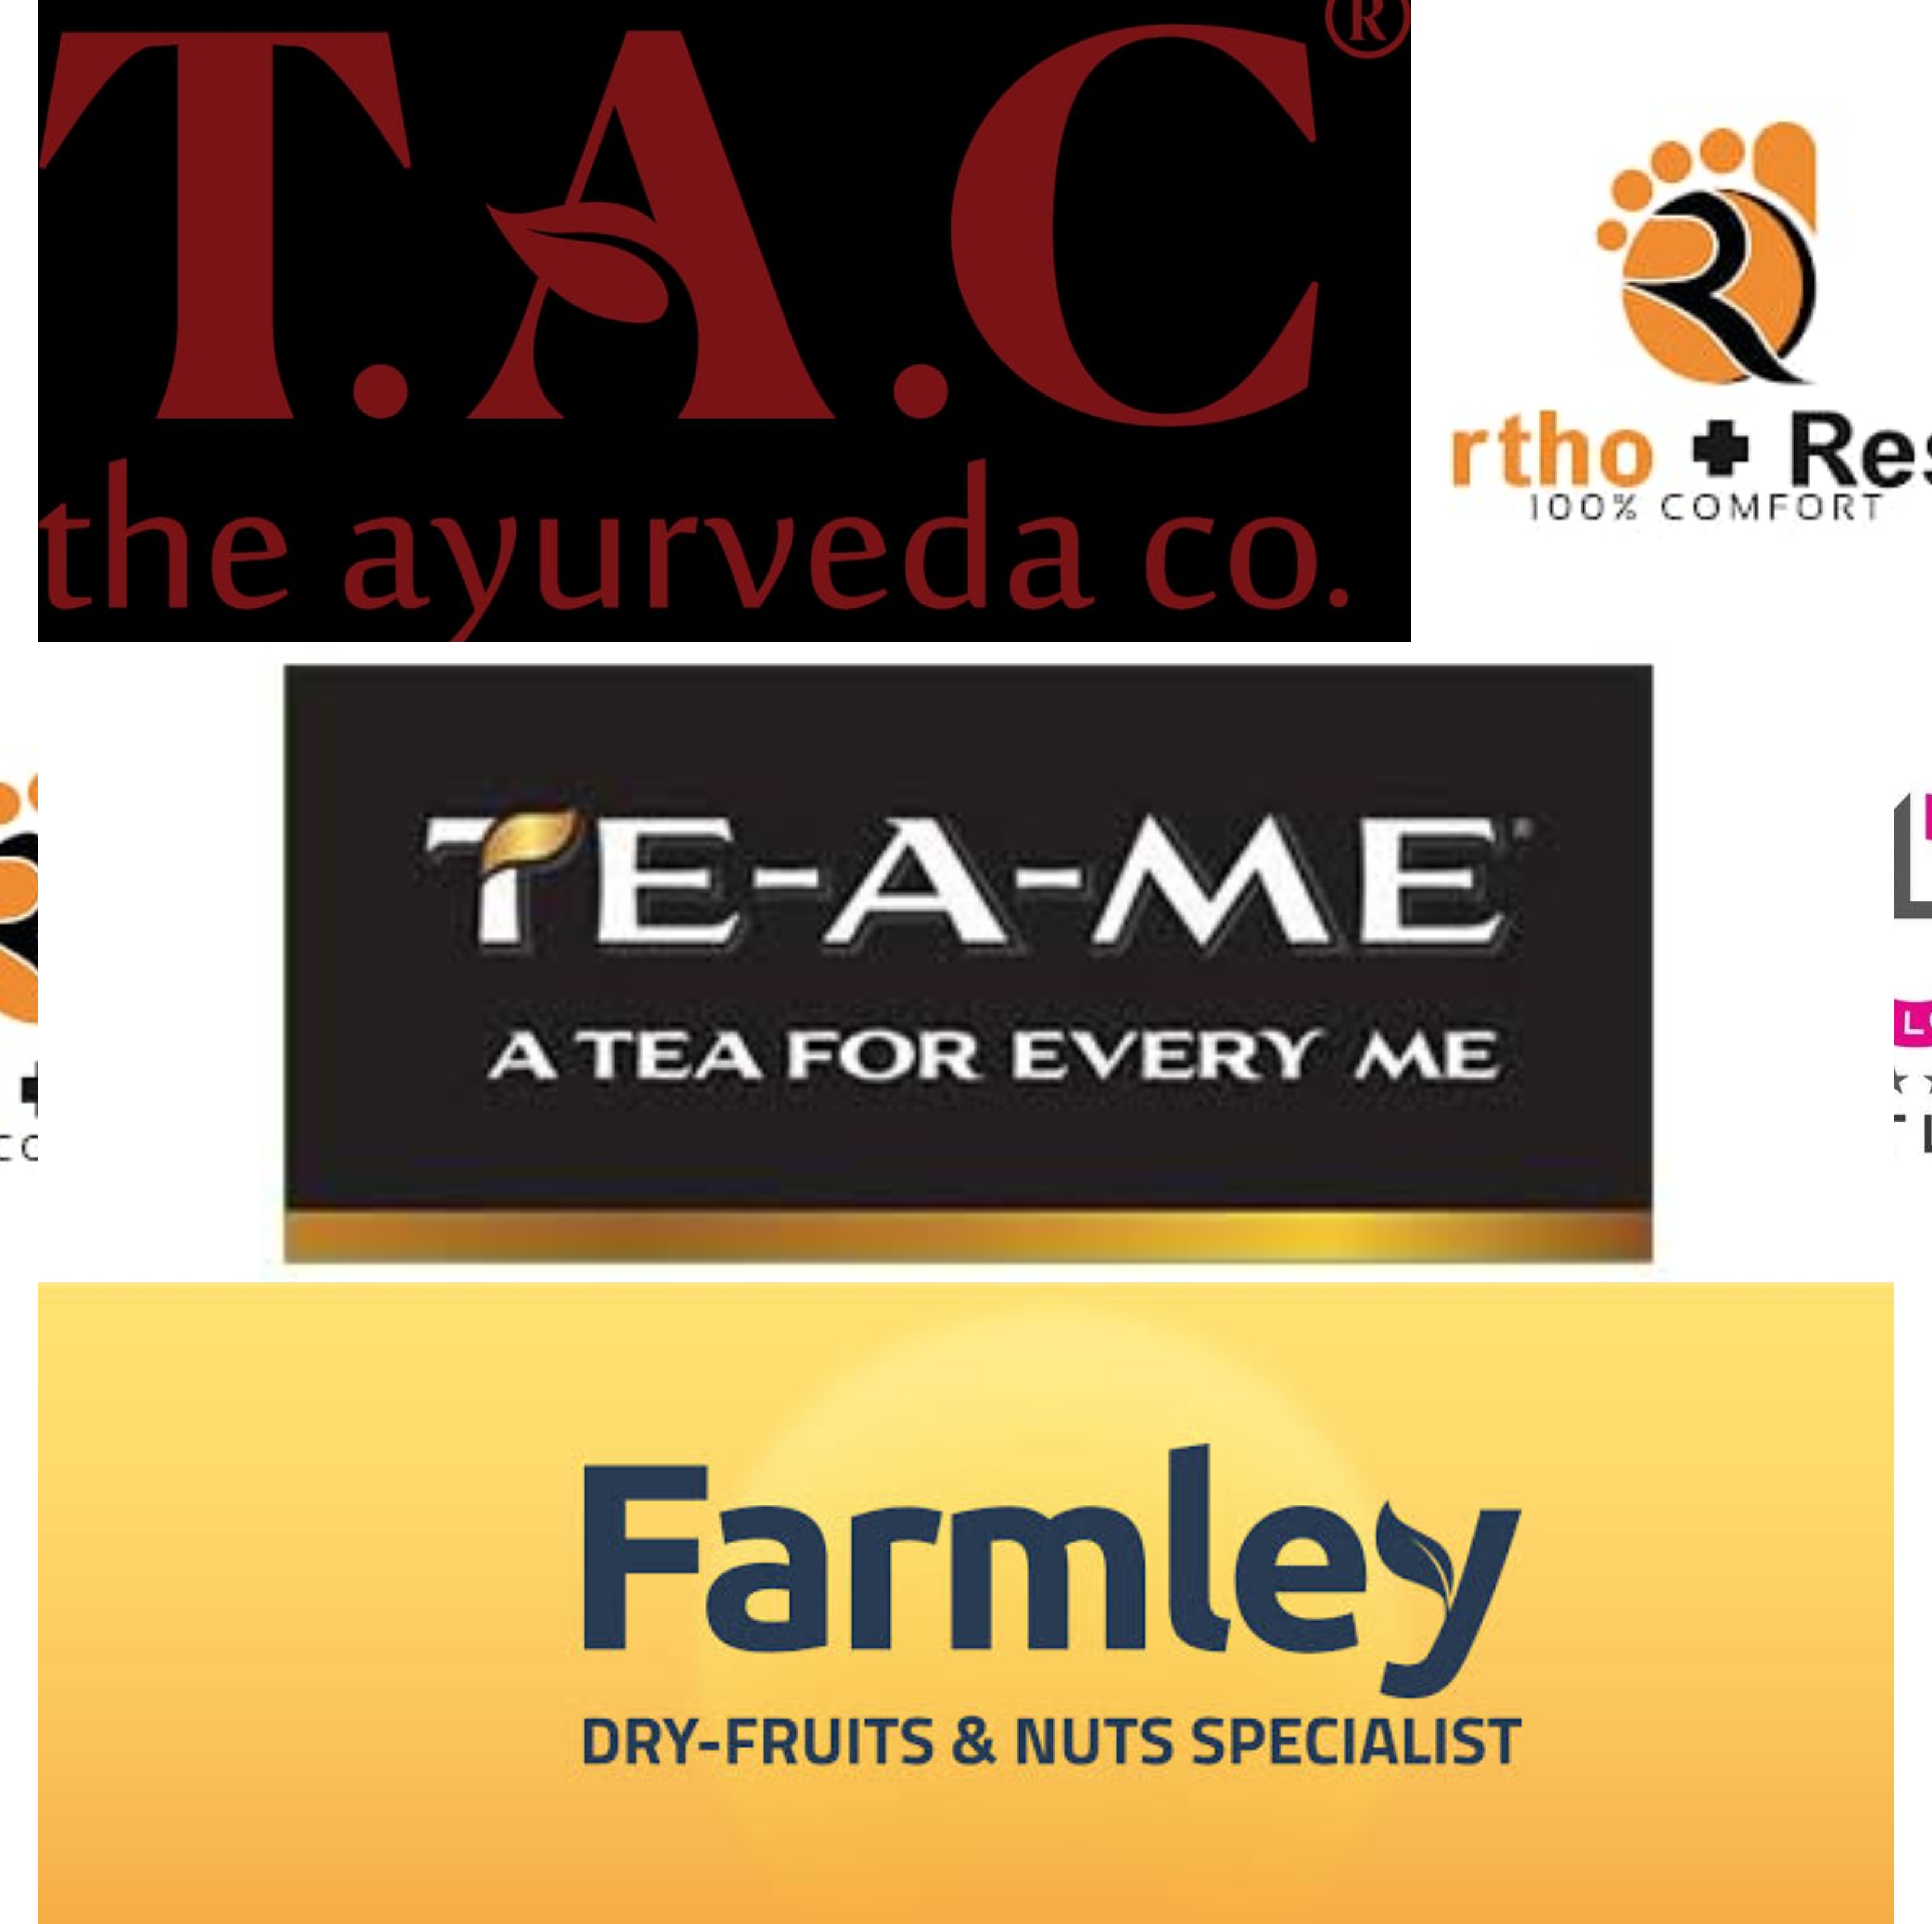 T.A.C®
the ayurveda co.
rtho + Res
100% COMFORT
TE-A-ME
A TEA FOR EVERY ME
Farmley
DRY-FRUITS & NUTS SPECIALIST